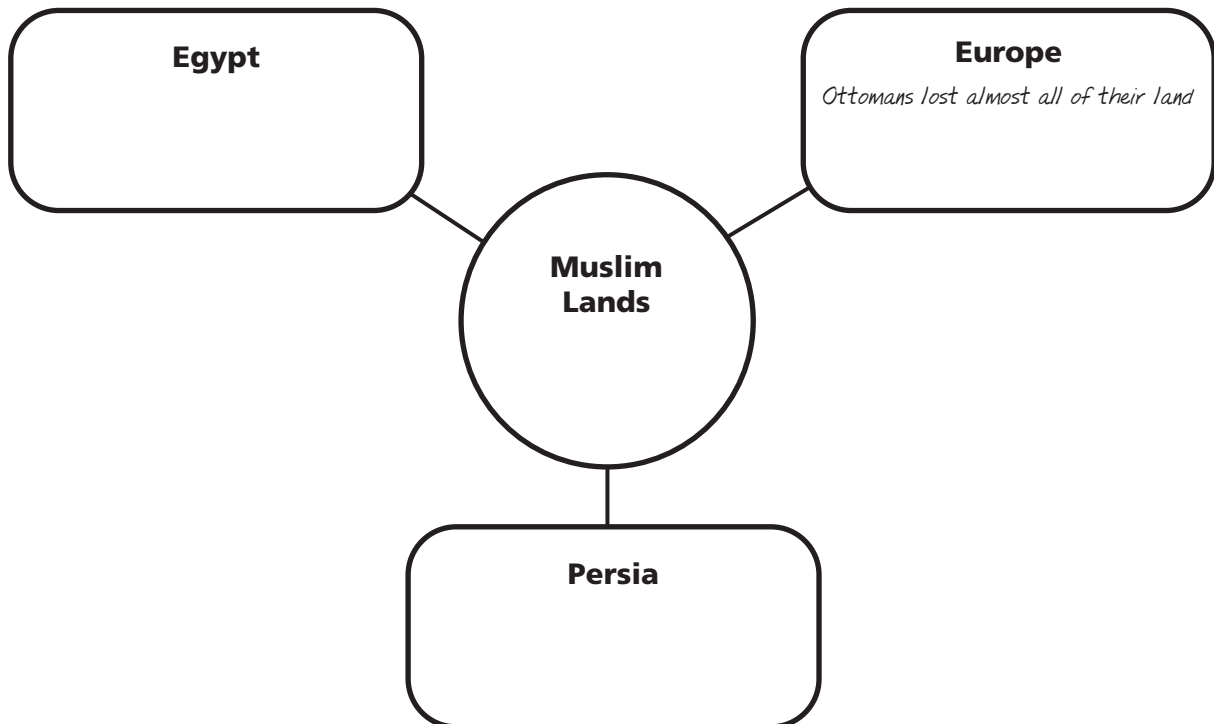 Egypt
Europe
Ottomans lost almost all of their land
Muslim
Lands
Persia